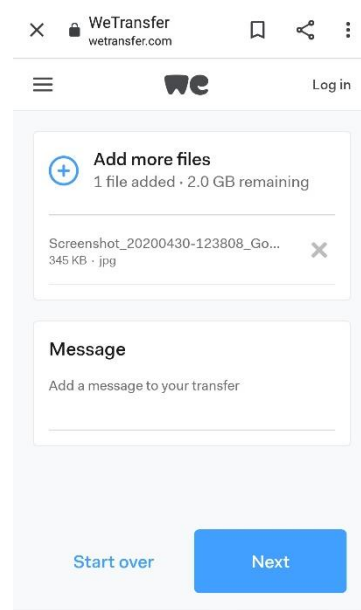 WeTransfer
wetransfer.com
we
Log in
Add more files
1 file added · 2.0 GB remaining
Screenshot_20200430-123808_Go...
345 KB · jpg
Message
Add a message to your transfer
Start over
Next